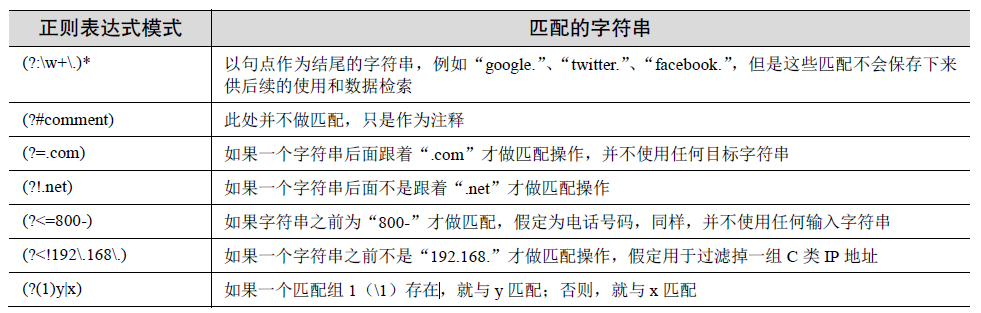 正则表达式模式 匹配的字符串
(?:\w+\.)* 以句点作为结尾的字符串，例如“google.”、“twitter.”、“facebook.”，但是这些匹配不会保存下来
供后续的使用和数据检索
(?#comment) 此处并不做匹配，只是作为注释
(?=.com) 如果一个字符串后面跟着“.com”才做匹配操作，并不使用任何目标字符串
(?!.net) 如果一个字符串后面不是跟着“.net”才做匹配操作
(?<=800-) 如果字符串之前为“800-”才做匹配，假定为电话号码，同样，并不使用任何输入字符串
(?<!192\.168\.) 如果一个字符串之前不是“192.168.”才做匹配操作，假定用于过滤掉一组 C 类 IP 地址
(?(1)y|x) 如果一个匹配组 1（\1）存在，就与 y 匹配；否则，就与 x 匹配